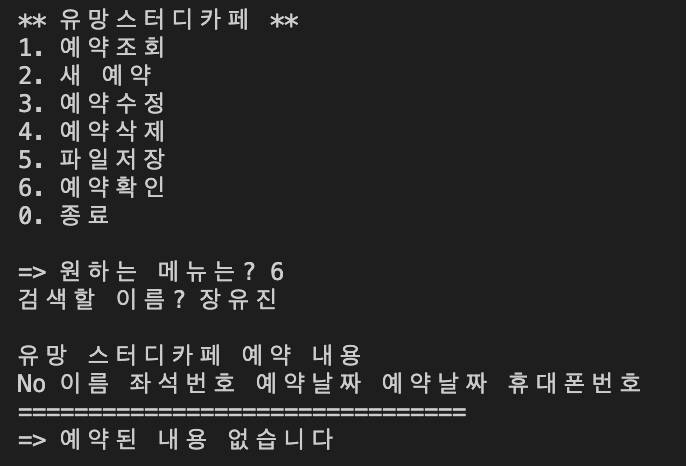 ** 유망스터디카페 **
1. 예약조회
2. 새 예약
3. 예약수정
4. 예약삭제
5. 파일저장
6. 예약확인
0. 종료
=> 원하는 메뉴는? 6
검색할 이름? 장유진
유망 스터디카페 예약 내용
No 이름 좌석번호 예약날짜 예약날짜 휴대폰번호
================================
=> 예약된 내용 없습니다